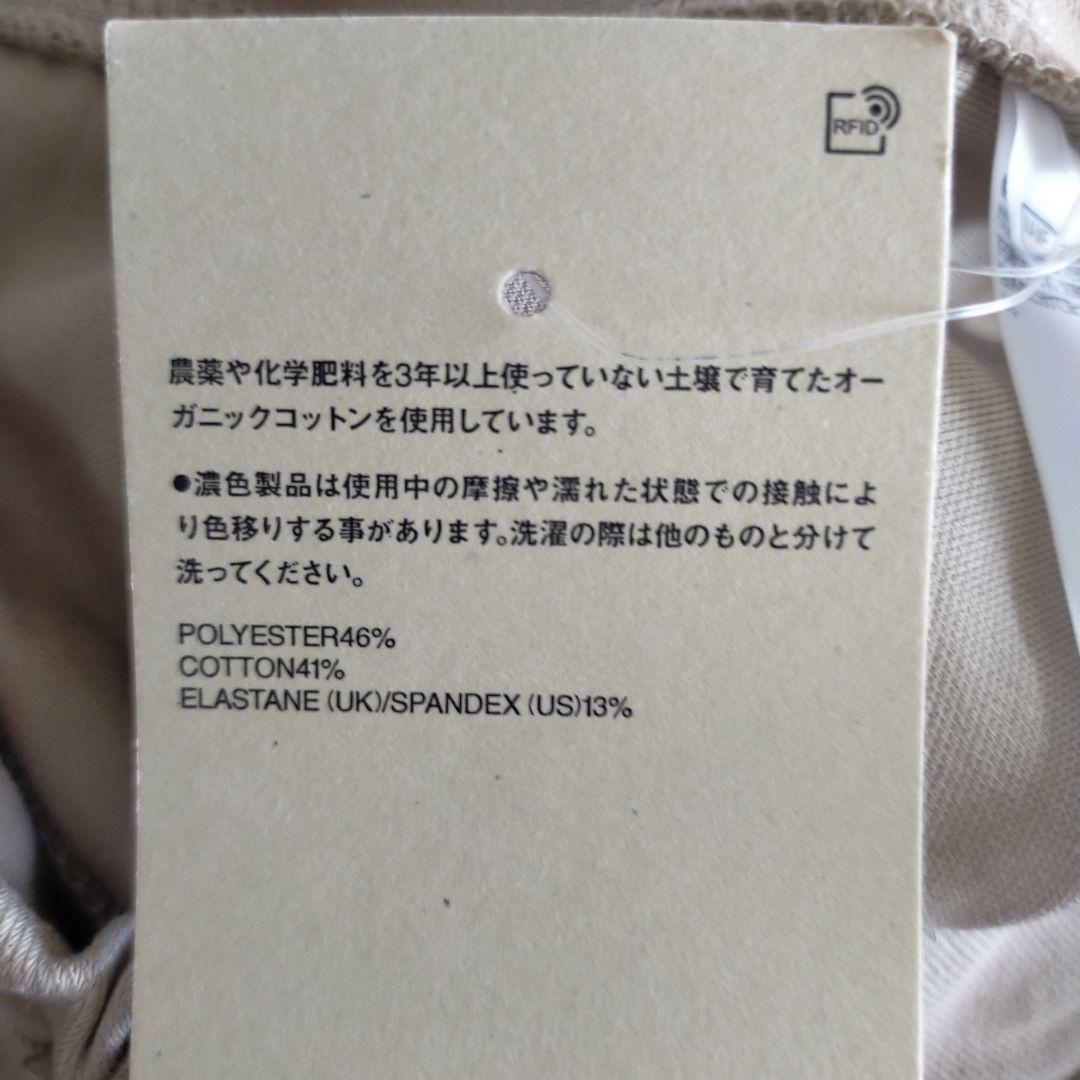 RFID
農薬や化学肥料を3年以上使っていない土壌で育てたオー
ガニックコットンを使用しています。
●濃色製品は使用中の摩擦や濡れた状態での接触によ
り色移りする事があります。洗濯の際は他のものと分けて
洗ってください。
POLYESTER46%
COTTON41%
ELASTANE (UK)/SPANDEX (US)13%